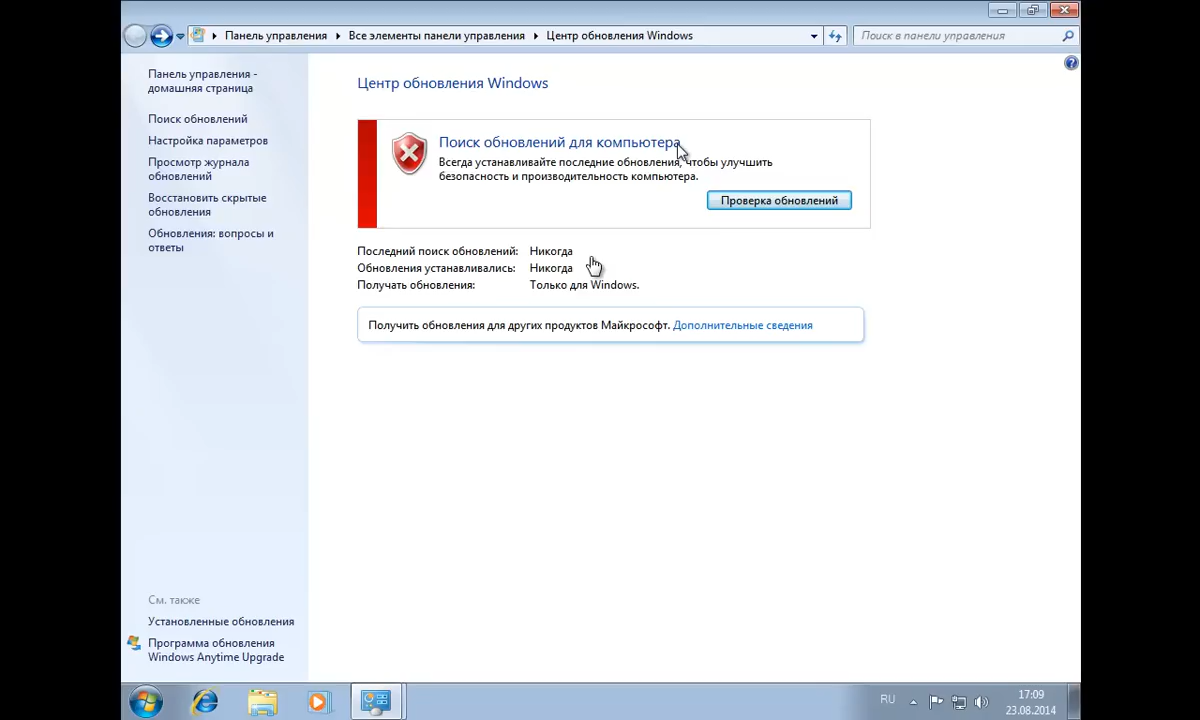 Панель управления
Все элементы панели управления
Центр обновления Windows
Поиск в панели управления
Панель управления -
домашняя страница
Поиск обновлений
Настройка параметров
Просмотр журнала
обновлений
Восстановить скрытые
обновления
Обновления: вопросы и
ответы
Центр обновления Windows
Поиск обновлений для компьютера
Всегда устанавливайте последние обновления, чтобы улучшить
безопасность и производительность компьютера.
Проверка обновлений
Последний поиск обновлений: Никогда
Обновления устанавливались: Никогда
Получать обновления: Только для Windows.
Получить обновления для других продуктов Майкрософт. Дополнительные сведения
См. также
Установленные обновления
Программа обновления
Windows Anytime Upgrade
RU
17:09
23.08.2014